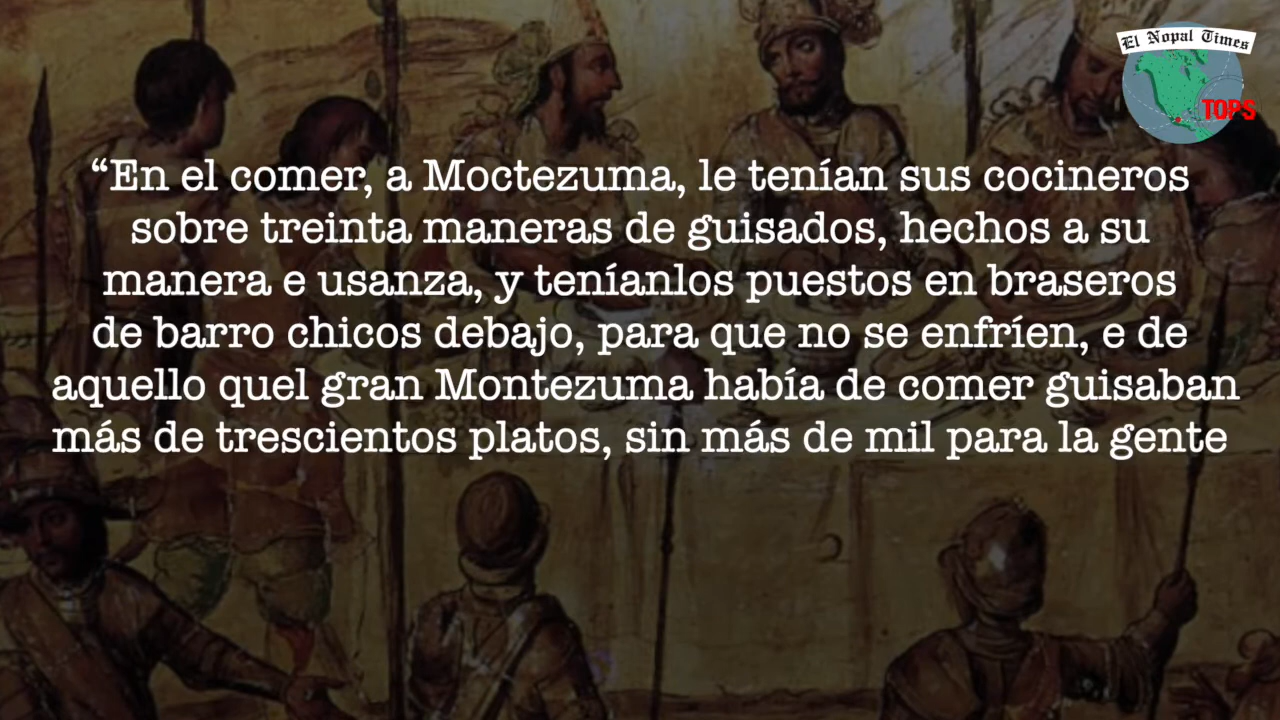 El Nopal Times
TOPS
“En el comer, a Moctezuma, le tenían sus cocineros
sobre treinta maneras de guisados, hechos a su
manera e usanza, y teníanlos puestos en braseros
de barro chicos debajo, para que no se enfríen, e de
aquello quel gran Montezuma había de comer guisaban
más de trescientos platos, sin más de mil para la gente